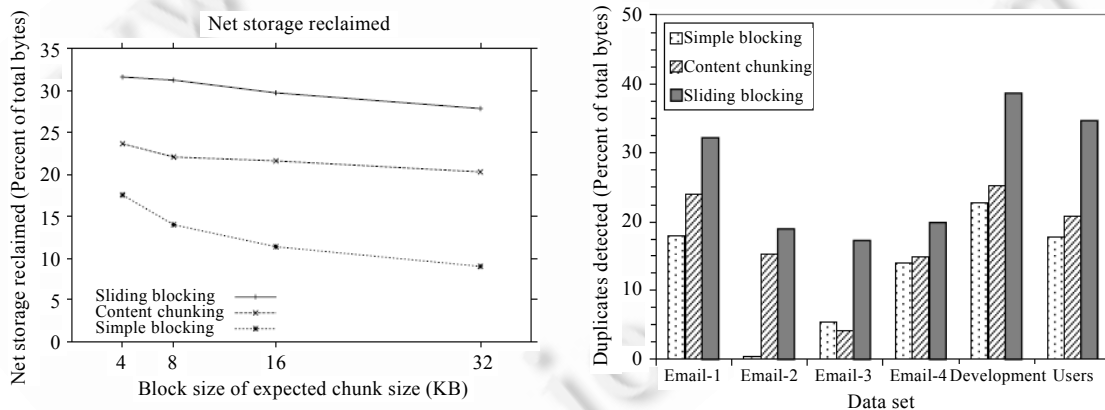 Net storage reclaimed
Net storage reclaimed (Percent of total bytes)
35
30
25
20
15
10
5
0
Sliding blocking
Content chunking
Simple blocking
4 8 16 32
Block size of expected chunk size (KB)
Duplicates detected (Percent of total bytes)
50
40
30
20
10
0
Simple blocking
Content chunking
Sliding blocking
Email-1 Email-2 Email-3 Email-4 Development Users
Data set